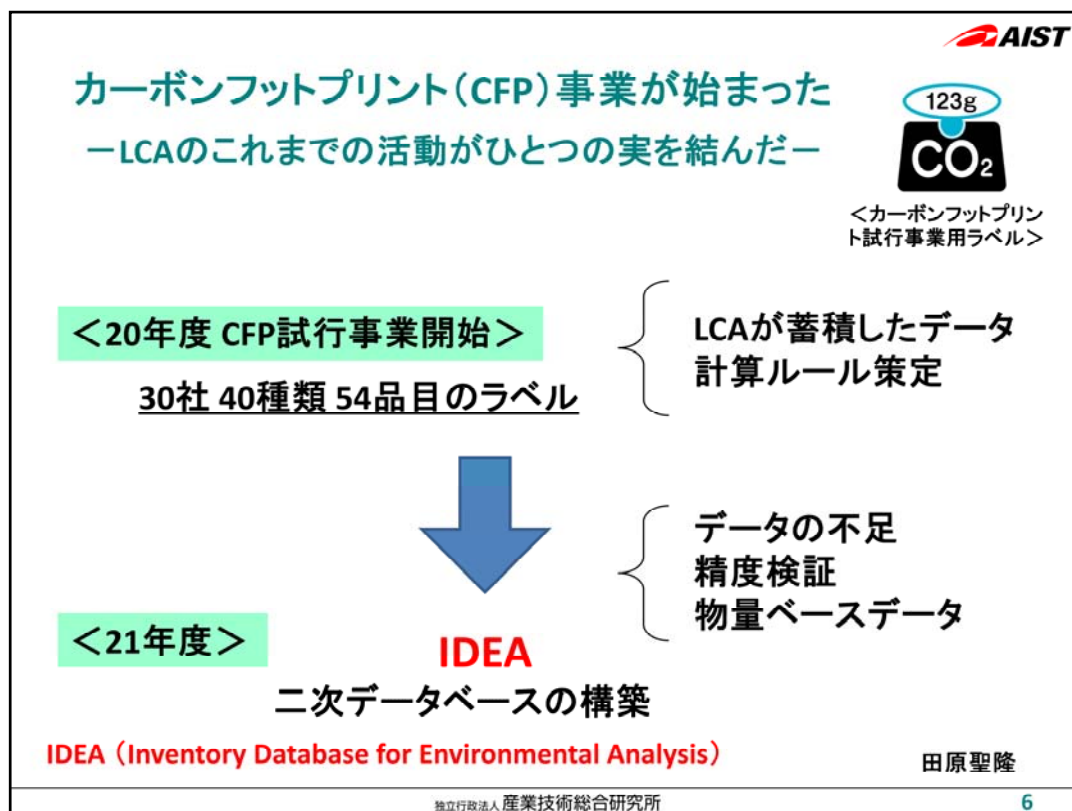 AIST
カーボンフットプリント（CFP）事業が始まった
－LCAのこれまでの活動がひとつの実を結んだ－
123g
CO₂
＜カーボンフットプリン
ト試行事業用ラベル＞
＜20年度 CFP試行事業開始＞
30社 40種類 54品目のラベル
LCAが蓄積したデータ
計算ルール策定
データの不足
精度検証
物量ベースデータ
＜21年度＞
IDEA
二次データベースの構築
IDEA（Inventory Database for Environmental Analysis）
田原聖隆
独立行政法人 産業技術総合研究所
6